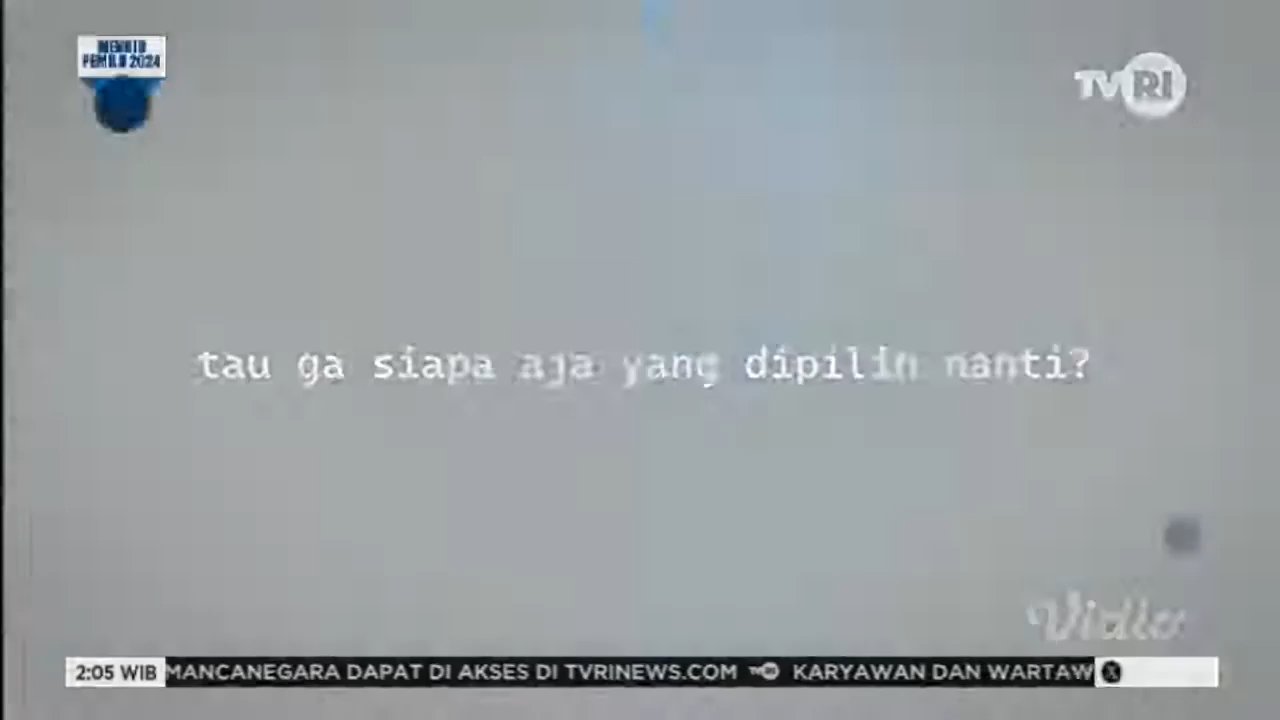 MENUJU
PEMILU 2024
TVRI
tau ga siapa aja yang dipilih nanti?
Vidio
2:05 WIB MANCANEGARA DAPAT DI AKSES DI TVRINEWS.COM TVRI KARYAWAN DAN WARTAW X